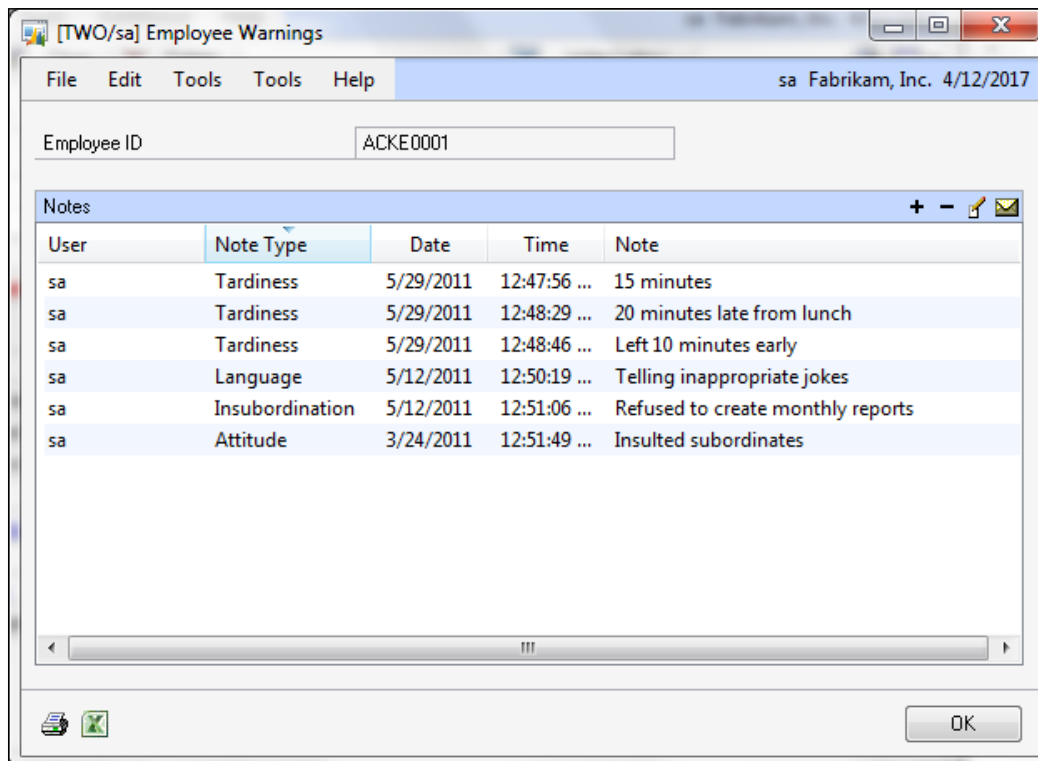 [TWO/sa] Employee Warnings
File Edit Tools Tools Help sa Fabrikam, Inc. 4/12/2017
Employee ID ACKE0001
Notes
User Note Type Date Time Note
sa Tardiness 5/29/2011 12:47:56 ... 15 minutes
sa Tardiness 5/29/2011 12:48:29 ... 20 minutes late from lunch
sa Tardiness 5/29/2011 12:48:46 ... Left 10 minutes early
sa Language 5/12/2011 12:50:19 ... Telling inappropriate jokes
sa Insubordination 5/12/2011 12:51:06 ... Refused to create monthly reports
sa Attitude 3/24/2011 12:51:49 ... Insulted subordinates
OK